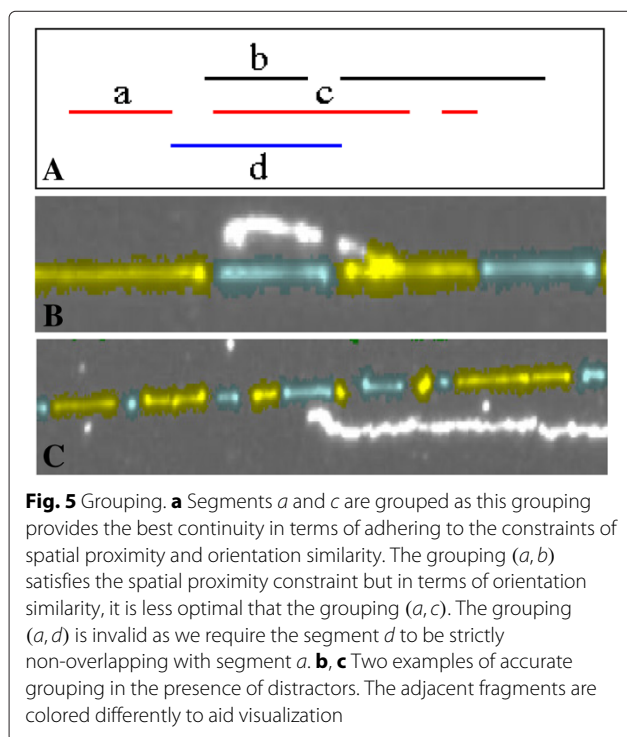 b
a
c
d
A
B
C
Fig. 5 Grouping. a Segments a and c are grouped as this grouping
provides the best continuity in terms of adhering to the constraints of
spatial proximity and orientation similarity. The grouping (a, b)
satisfies the spatial proximity constraint but in terms of orientation
similarity, it is less optimal that the grouping (a, c). The grouping
(a, d) is invalid as we require the segment d to be strictly
non-overlapping with segment a. b, c Two examples of accurate
grouping in the presence of distractors. The adjacent fragments are
colored differently to aid visualization